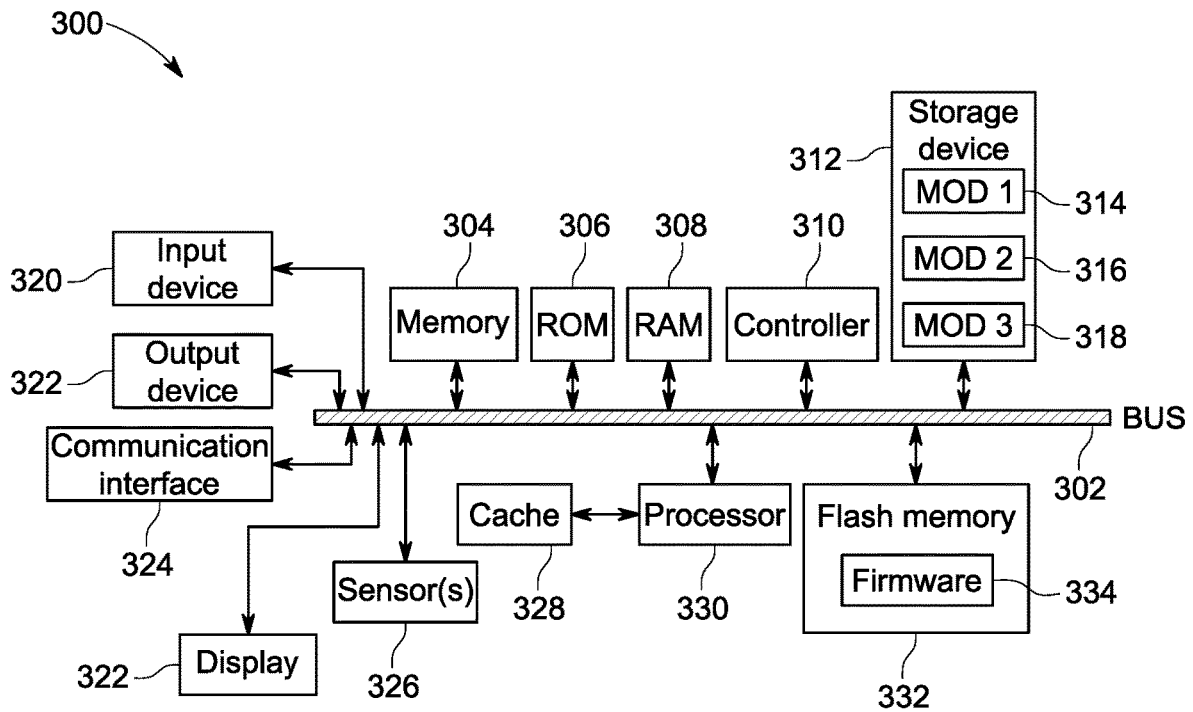 300
Storage
device
312
MOD 1
314
MOD 2
316
MOD 3
318
304
306
308
310
320
Input
device
Memory
ROM
RAM
Controller
322
Output
device
BUS
302
Communication
interface
324
Cache
328
Processor
330
Flash memory
Firmware
334
332
Sensor(s)
326
322
Display